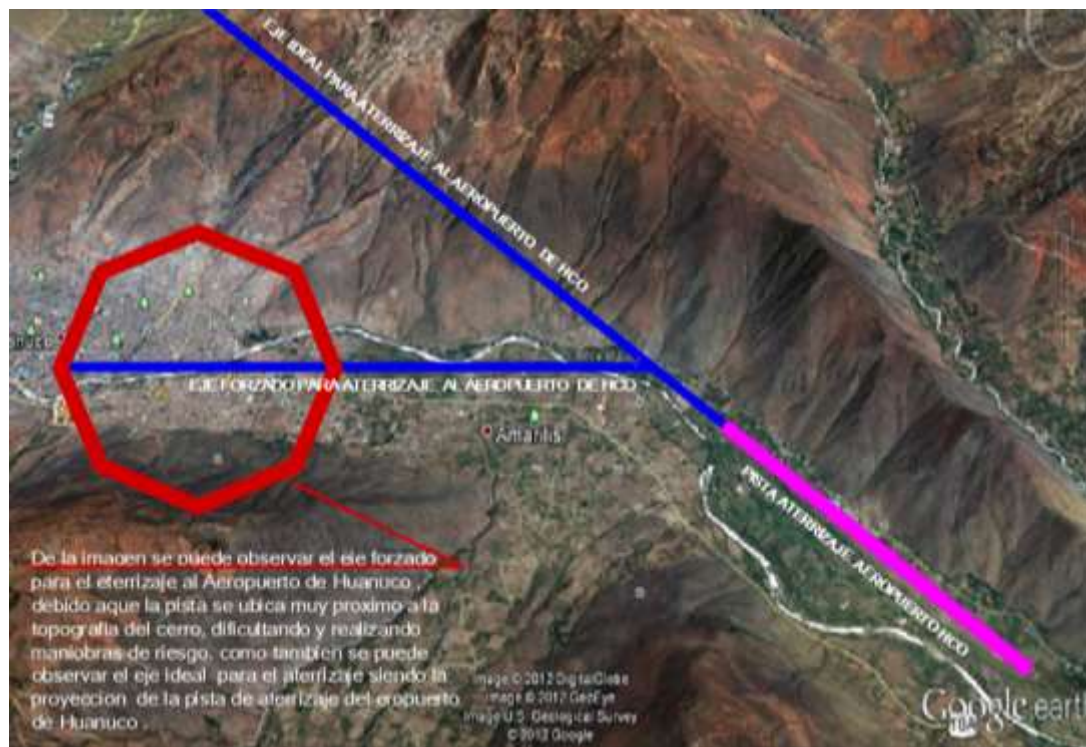 EJE IDEAL PARA ATERRIZAJE AL AEROPUERTO DE HCO
EJE FORZADO PARA ATERRIZAJE AL AEROPUERTO DE HCO
Amarilis
PISTA ATERRIZAJE AEROPUERTO HCO
De la imagen se puede observar el eje forzado
para el eterrizaje al Aeropuerto de Huanuco ,
debido aque la pista se ubica muy proximo a la
topografia del cerro, dificultando y realizando
maniobras de riesgo, como tambien se puede
observar el eje ideal para el aterrizaje siendo la
proyeccion de la pista de aterrizaje del eropuerto
de Huanuco .
Image © 2012 DigitalGlobe
Image © 2012 GeoEye
Image U.S. Geological Survey
© 2012 Google
Google earth